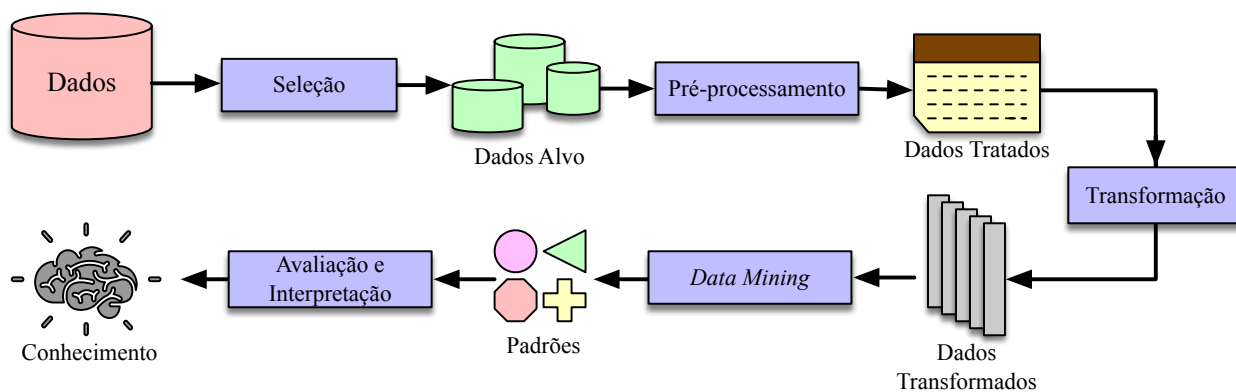 Dados
Seleção
Dados Alvo
Pré-processamento
Dados Tratados
Transformação
Dados
Transformados
Data Mining
Padrões
Avaliação e
Interpretação
Conhecimento